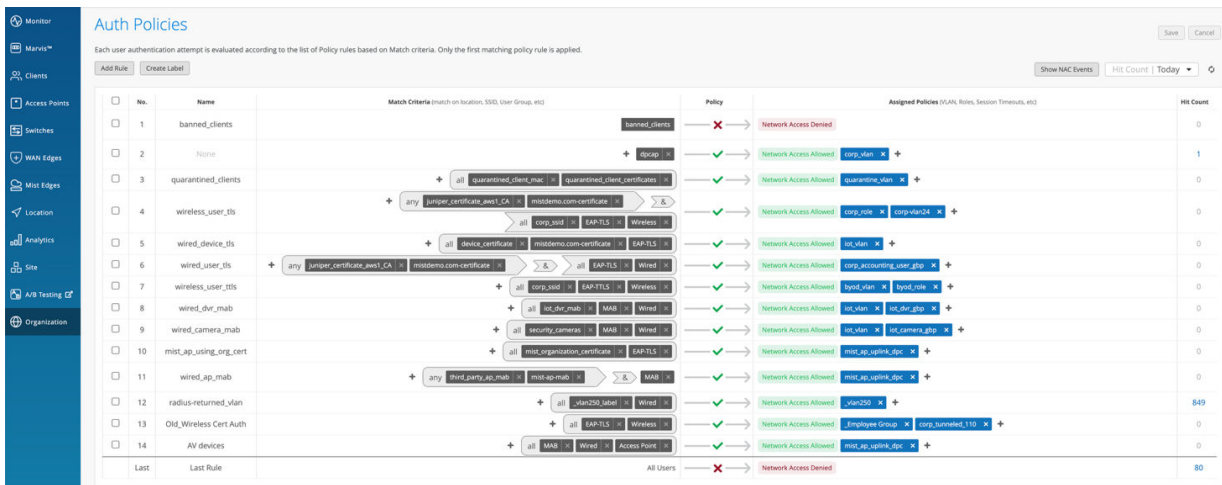 Monitor
Marvis™
Clients
Access Points
Switches
WAN Edges
Mist Edges
Location
Analytics
Site
A/B Testing
Organization
Auth Policies
Save Cancel
Each user authentication attempt is evaluated according to the list of Policy rules based on Match criteria. Only the first matching policy rule is applied.
Add Rule Create Label Show NAC Events Hit Count | Today
No. Name Match Criteria (match on location, SSID, User Group, etc) Policy Assigned Policies (VLAN, Roles, Session Timeouts, etc) Hit Count
1 banned_clients banned_clients Network Access Denied 0
2 None + dpcap × Network Access Allowed corp_vlan × + 1
3 quarantined_clients + all quarantined_client_mac × quarantined_client_certificates × Network Access Allowed quarantine_vlan × + 0
+ any juniper_certificate_aws1_CA × mistdemo.com-certificate × &
4 wireless_user_tls all corp_ssid × EAP-TLS × Wireless × Network Access Allowed corp_role × corp-vlan24 × + 0
5 wired_device_tls + all device_certificate × mistdemo.com-certificate × EAP-TLS × Network Access Allowed iot_vlan × + 0
6 wired_user_tls + any juniper_certificate_aws1_CA × mistdemo.com-certificate × & all EAP-TLS × Wired × Network Access Allowed corp_accounting_user_gbp × + 0
7 wireless_user_ttls + all corp_ssid × EAP-TTLS × Wireless × Network Access Allowed byod_vlan × byod_role × + 0
8 wired_dvr_mab + all iot_dvr_mab × MAB × Wired × Network Access Allowed iot_vlan × iot_dvr_gbp × + 0
9 wired_camera_mab + all security_cameras × MAB × Wired × Network Access Allowed iot_vlan × iot_camera_gbp × + 0
10 mist_ap_using_org_cert + all mist_organization_certificate × EAP-TLS × Network Access Allowed mist_ap_uplink_dpc × + 0
11 wired_ap_mab + any third_party_ap_mab × mist-ap-mab × & MAB × Network Access Allowed mist_ap_uplink_dpc × + 0
12 radius-returned_vlan + all _vlan250_label × Wired × Network Access Allowed _vlan250 × + 849
13 Old_Wireless Cert Auth + all EAP-TLS × Wireless × Network Access Allowed _Employee Group × corp_tunneled_110 × + 0
14 AV devices + all MAB × Wired × Access Point × Network Access Allowed mist_ap_uplink_dpc × + 0
Last Last Rule All Users Network Access Denied 80